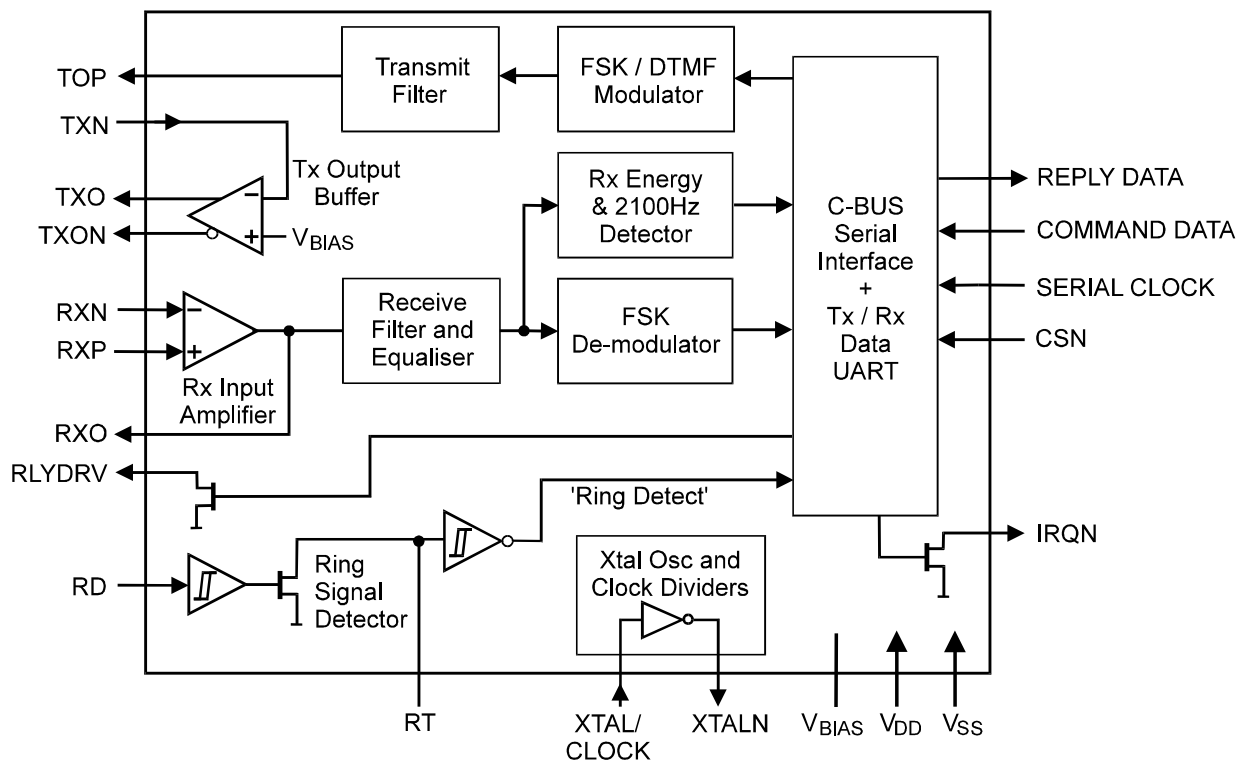 TOP
TXN
TXO
TXON
RXN
RXP
RXO
RLYDRV
RD
Transmit
Filter
FSK / DTMF
Modulator
Tx Output
Buffer
−
+
VBIAS
Rx Energy
& 2100Hz
Detector
−
+
Rx Input
Amplifier
Receive
Filter and
Equaliser
FSK
De-modulator
C-BUS
Serial
Interface
+
Tx / Rx
Data
UART
REPLY DATA
COMMAND DATA
SERIAL CLOCK
CSN
IRQN
'Ring Detect'
Ring
Signal
Detector
Xtal Osc and
Clock Dividers
RT
XTAL/
CLOCK
XTALN
VBIAS
VDD
VSS